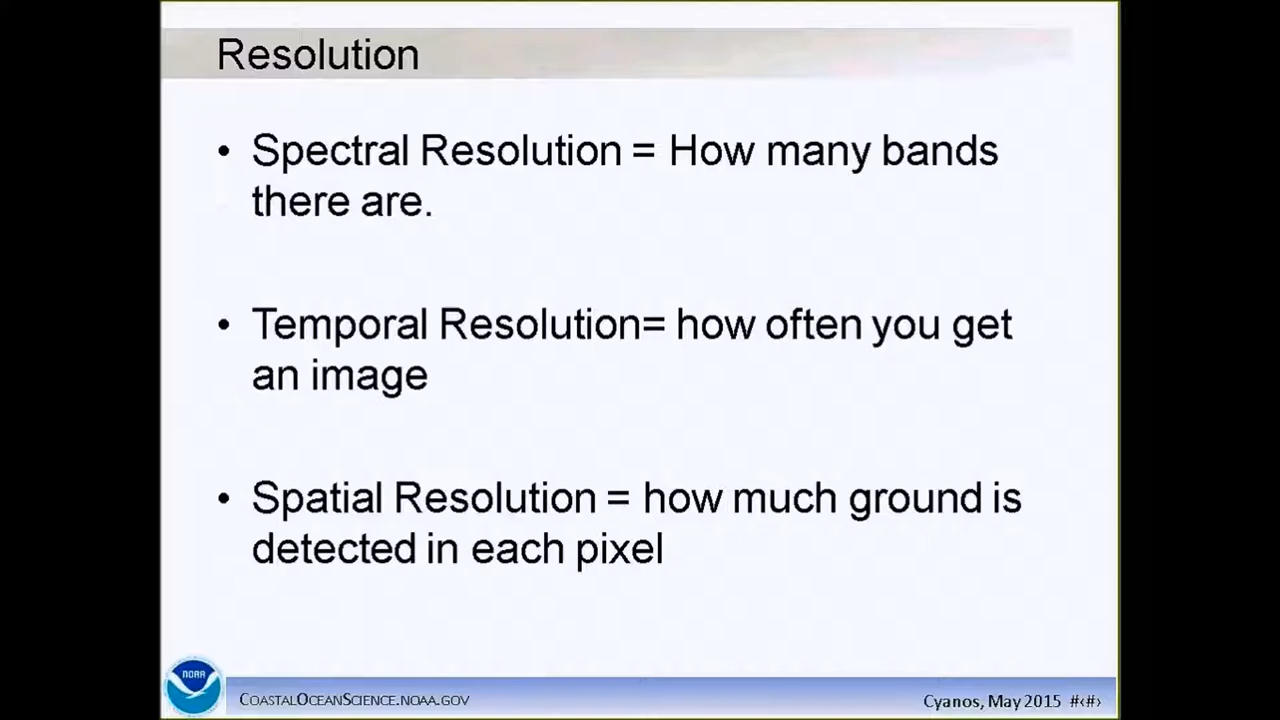 Resolution
• Spectral Resolution = How many bands
there are.
• Temporal Resolution= how often you get
an image
• Spatial Resolution = how much ground is
detected in each pixel
NOAA
COASTALOCEANSCIENCE.NOAA.GOV
Cyanos, May 2015 #‹#›